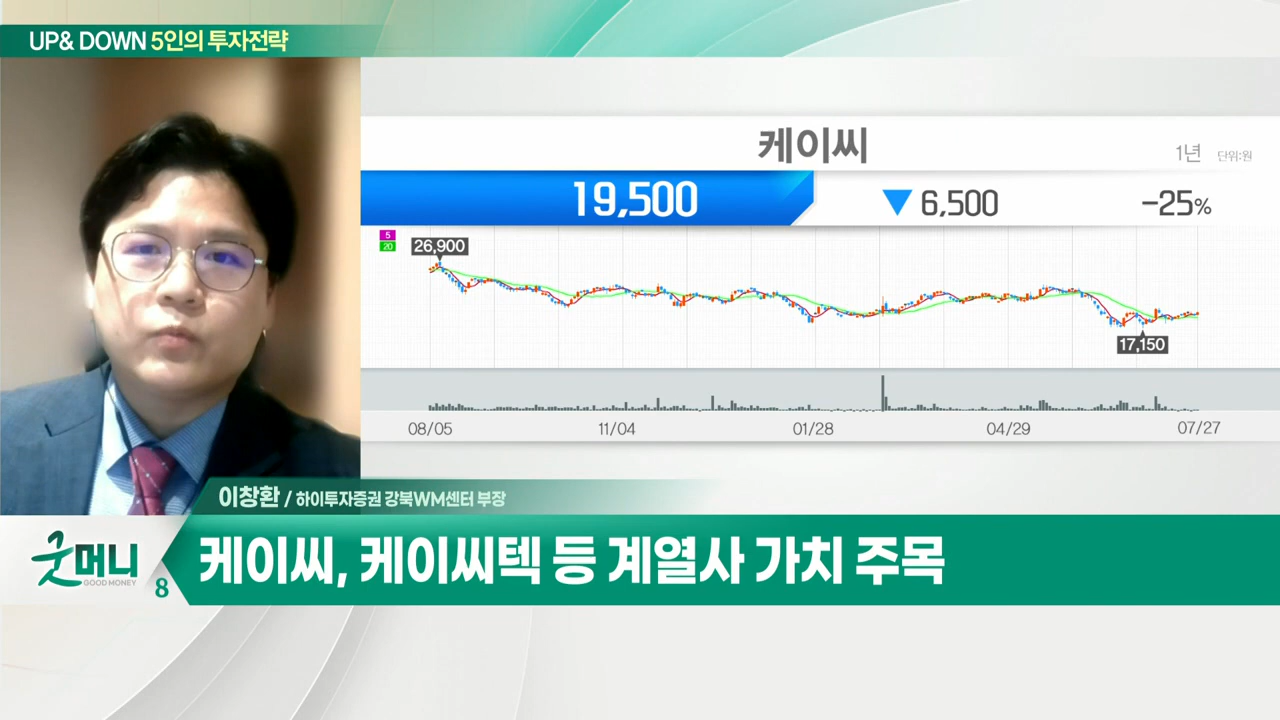 UP& DOWN 5인의 투자전략
케이씨
1년 단위:원
19,500 ▼ 6,500 -25%
5
20
26,900
17,150
08/05 11/04 01/28 04/29 07/27
이창환 / 하이투자증권 강북WM센터 부장
굿머니
GOOD MONEY
8
케이씨, 케이씨텍 등 계열사 가치 주목